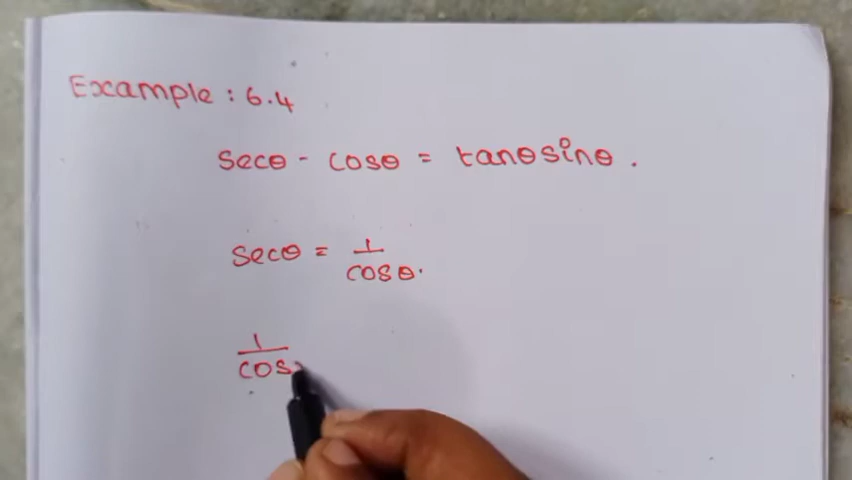 Example : 6.4
secθ - cosθ = tanθsinθ .
secθ = 1/cosθ.
1/cos